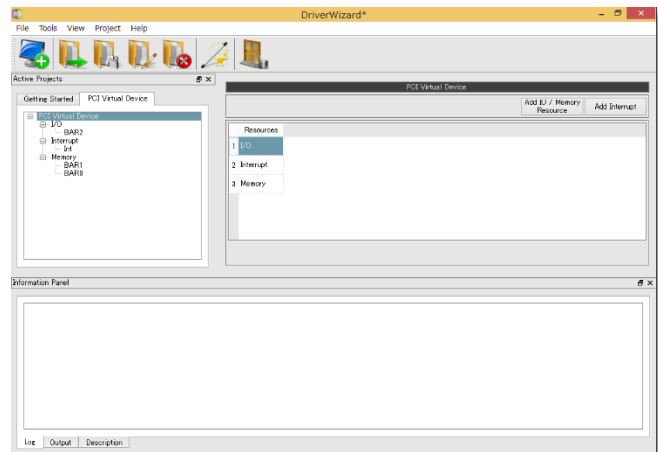 DriverWizard*
File Tools View Project Help
Active Projects
Getting Started PCI Virtual Device
PCI Virtual Device
I/O
BAR2
Interrupt
Int
Memory
BAR1
BAR0
PCI Virtual Device
Add IO / Memory Resource
Add Interrupt
Resources
1 I/O
2 Interrupt
3 Memory
Information Panel
Log Output Description